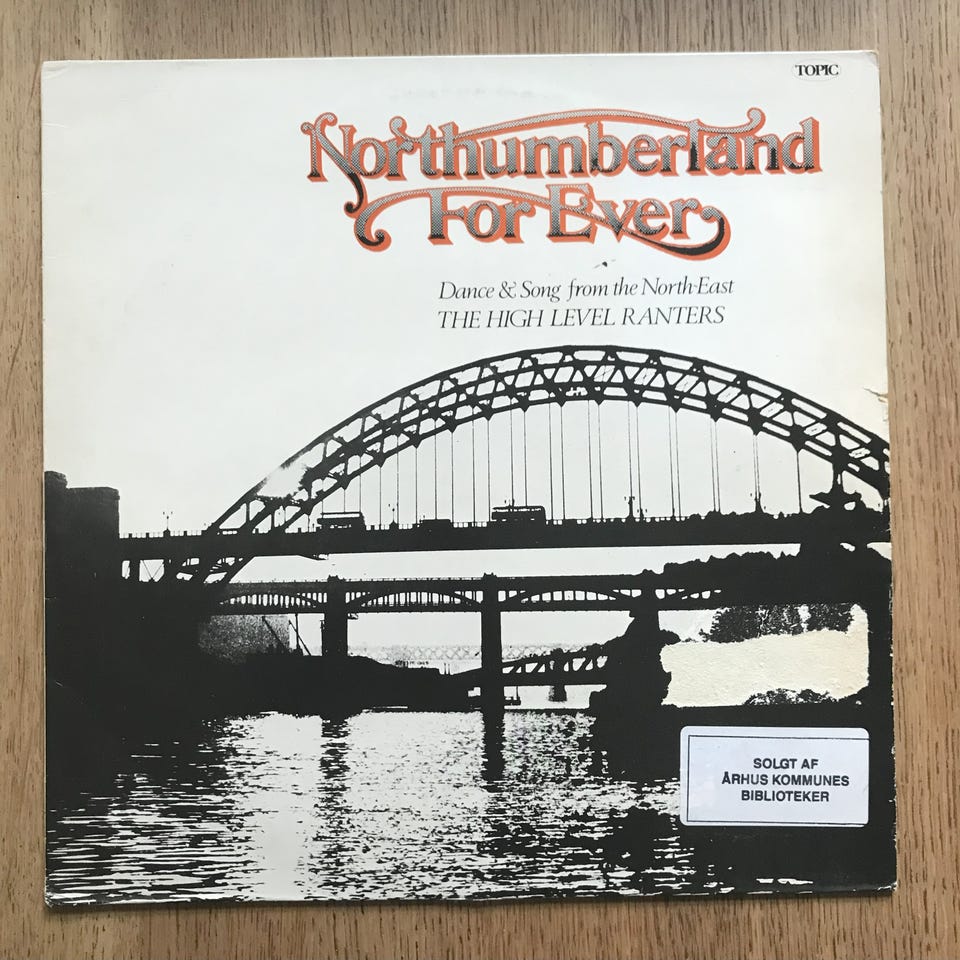 TOPIC
Northumberland
For Ever
Dance & Song from the North-East
THE HIGH LEVEL RANTERS
SOLGT AF
ÅRHUS KOMMUNES
BIBLIOTEKER